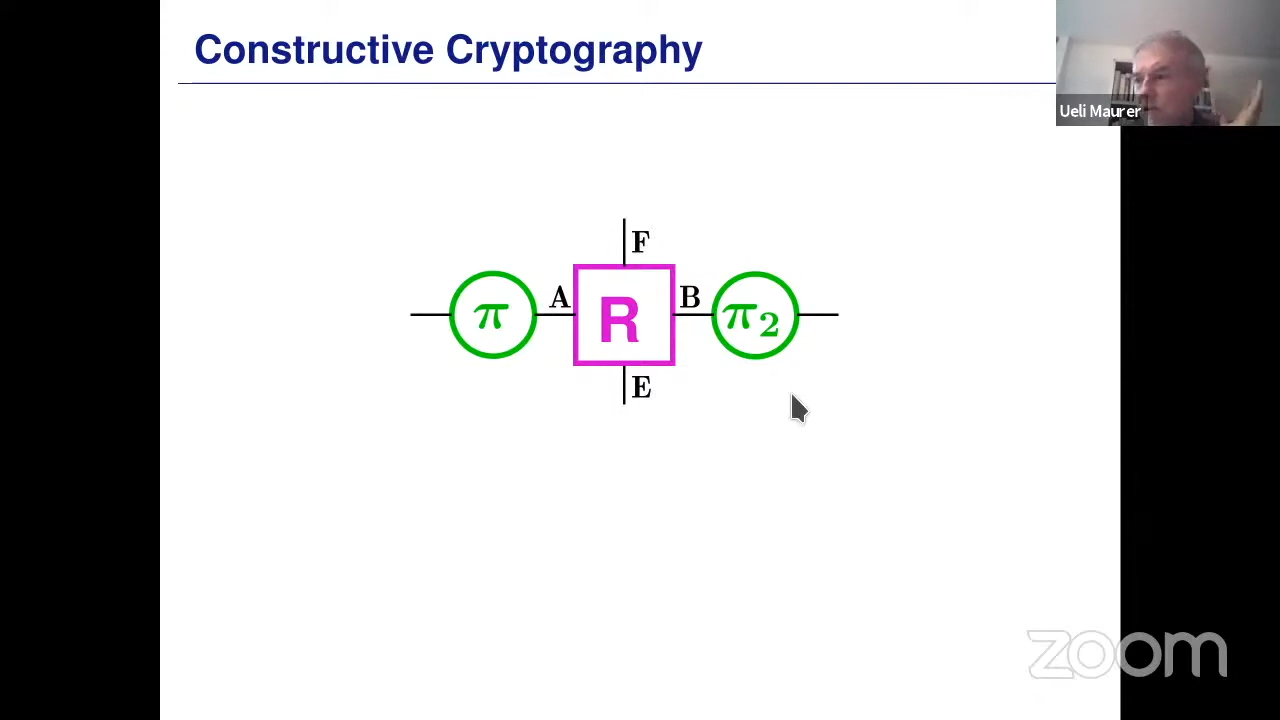 Constructive Cryptography
Ueli Maurer
F
π A R B π₂
E
zoom